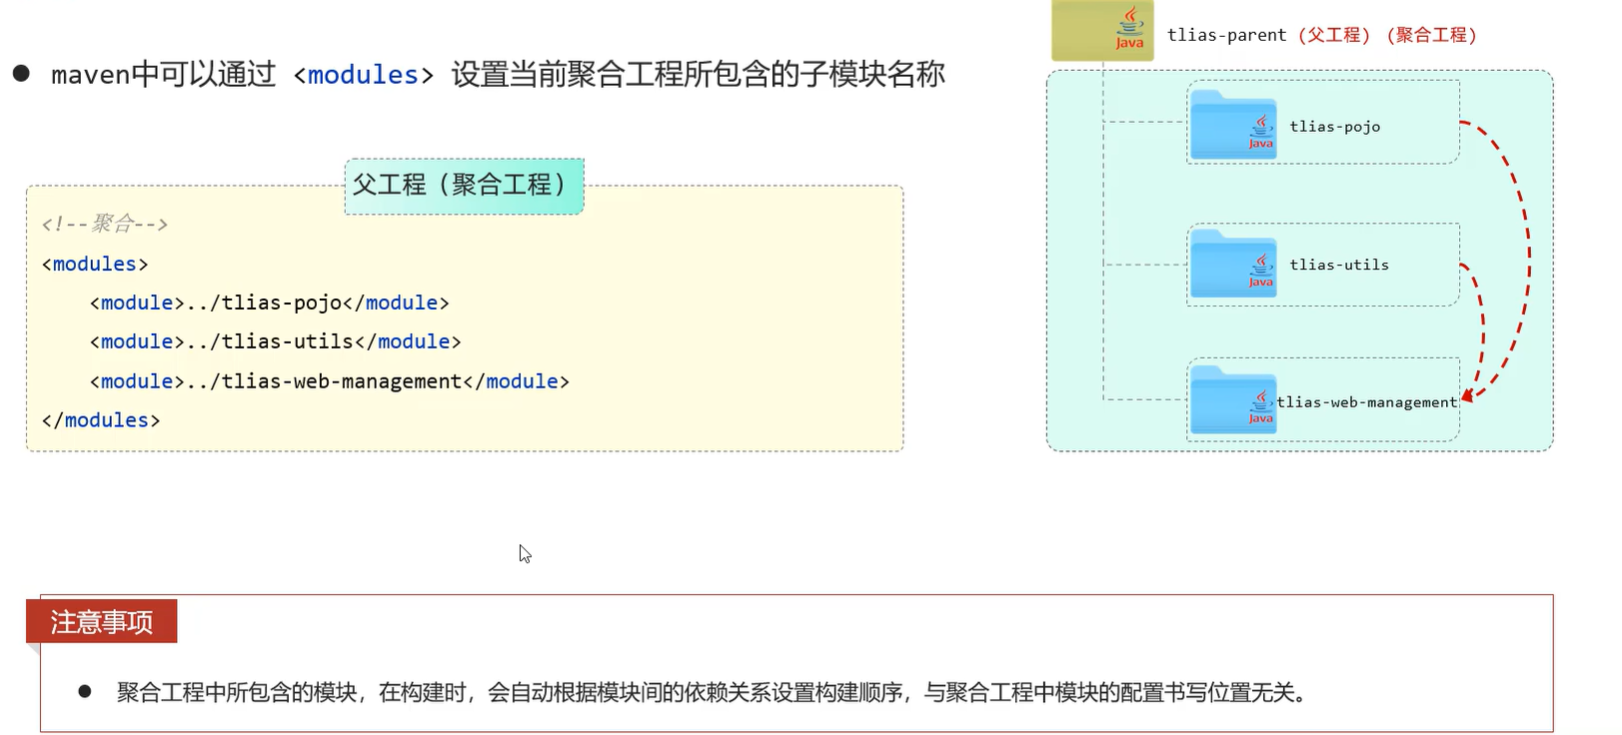 ● maven中可以通过 <modules> 设置当前聚合工程所包含的子模块名称
父工程（聚合工程）
<!--聚合-->
<modules>
    <module>../tlias-pojo</module>
    <module>../tlias-utils</module>
    <module>../tlias-web-management</module>
</modules>
Java
tlias-parent（父工程）（聚合工程）
Java
tlias-pojo
Java
tlias-utils
Java
tlias-web-management
注意事项
● 聚合工程中所包含的模块，在构建时，会自动根据模块间的依赖关系设置构建顺序，与聚合工程中模块的配置书写位置无关。